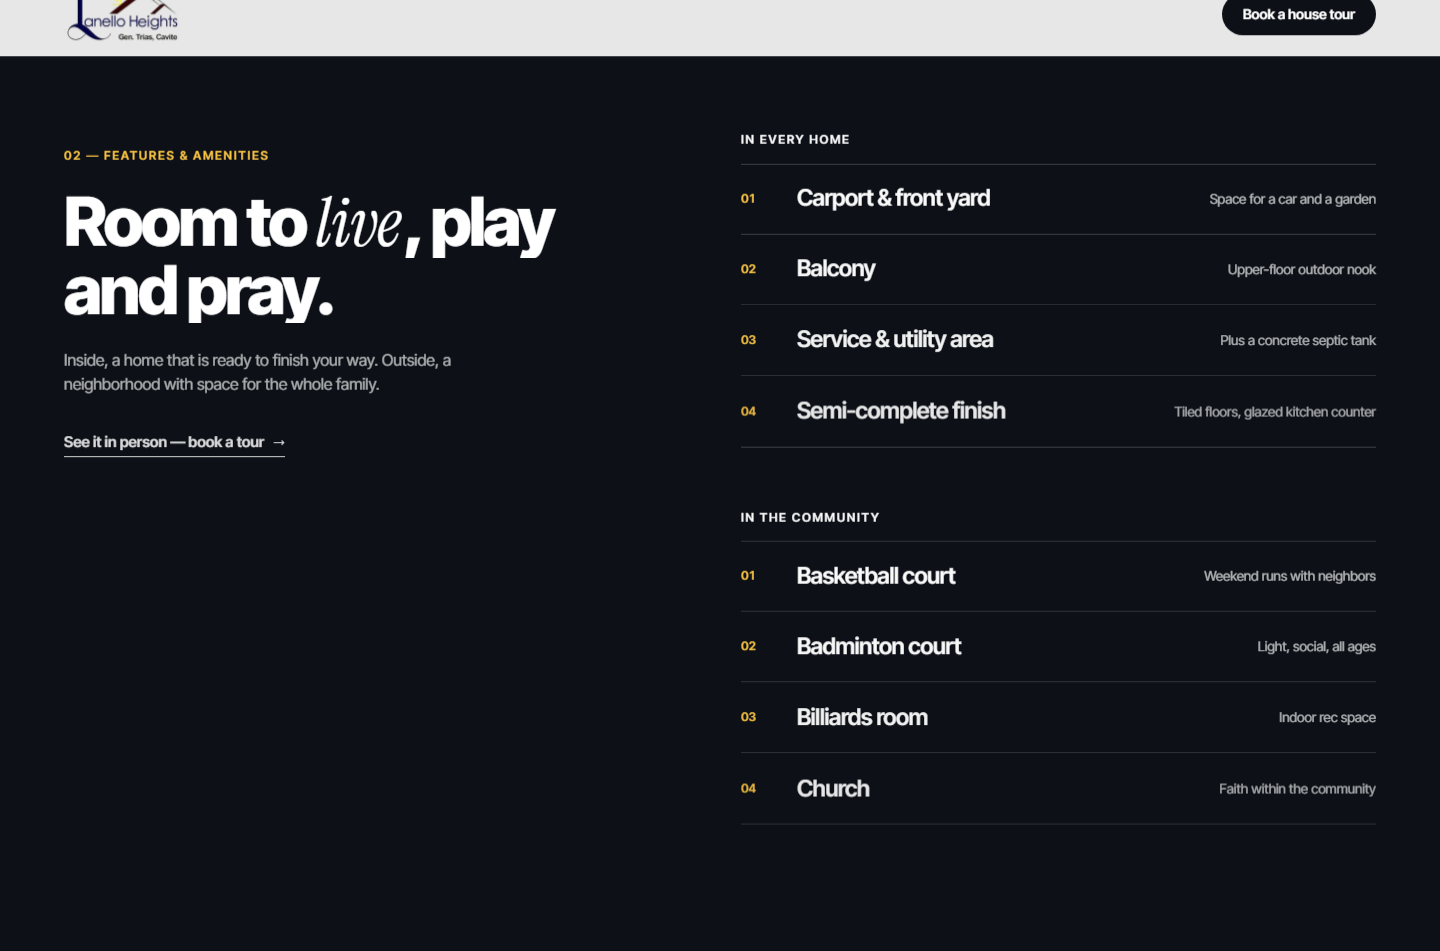 Lanello Heights
Gen. Trias, Cavite
Book a house tour
02 — FEATURES & AMENITIES
Room to live, play
and pray.
Inside, a home that is ready to finish your way. Outside, a
neighborhood with space for the whole family.
See it in person — book a tour →
IN EVERY HOME
01 Carport & front yard Space for a car and a garden
02 Balcony Upper-floor outdoor nook
03 Service & utility area Plus a concrete septic tank
04 Semi-complete finish Tiled floors, glazed kitchen counter
IN THE COMMUNITY
01 Basketball court Weekend runs with neighbors
02 Badminton court Light, social, all ages
03 Billiards room Indoor rec space
04 Church Faith within the community